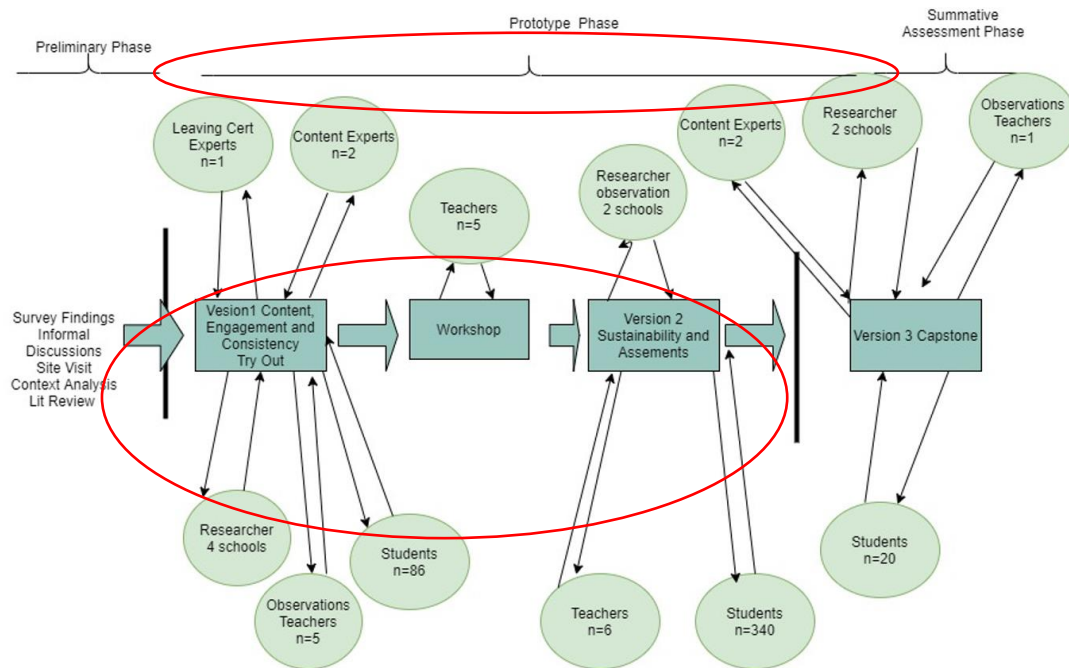 Prototype Phase
Summative
Assessment Phase
Preliminary Phase
Leaving Cert
Experts
n=1
Content Experts
n=2
Teachers
n=5
Researcher
observation
2 schools
Content Experts
n=2
Researcher
2 schools
Observations
Teachers
n=1
Survey Findings
Informal
Discussions
Site Visit
Context Analysis
Lit Review
Vesion1 Content,
Engagement and
Consistency
Try Out
Workshop
Version 2
Sustainability and
Assements
Version 3 Capstone
Researcher
4 schools
Observations
Teachers
n=5
Students
n=86
Teachers
n=6
Students
n=340
Students
n=20